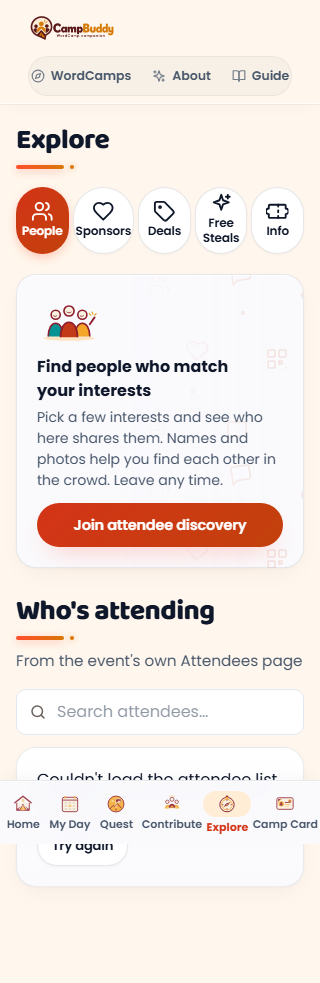 CampBuddy
WordCamp companion
WordCamps
About
Guide
Explore
People
Sponsors
Deals
Free
Steals
Info
Find people who match
your interests
Pick a few interests and see who
here shares them. Names and
photos help you find each other in
the crowd. Leave any time.
Join attendee discovery
Who's attending
From the event's own Attendees page
Search attendees...
Couldn't load the attendee list
Home
My Day
Quest
Contribute
Explore
Camp Card
Try again